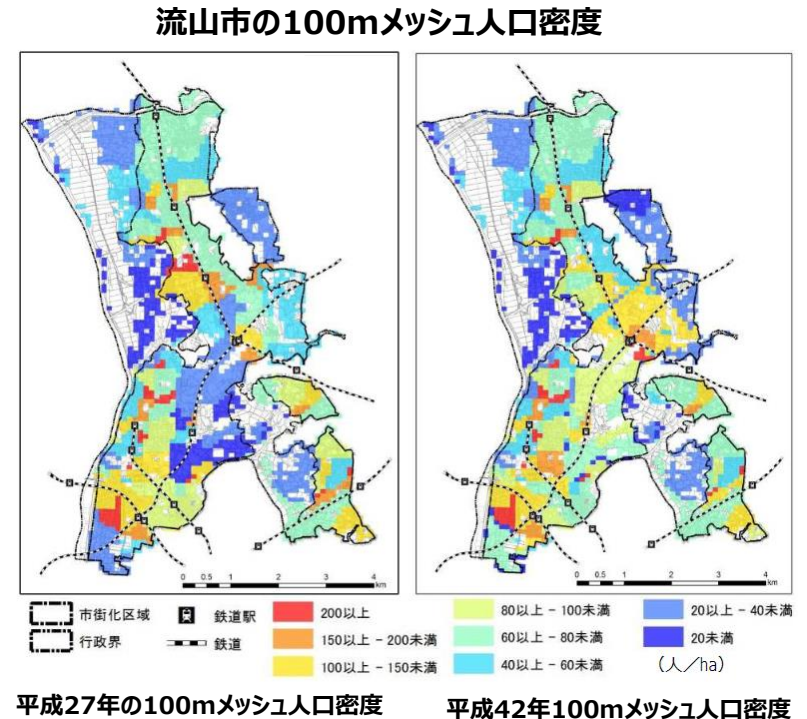 流山市の100mメッシュ人口密度
0 0.5 1 2 3 4 km
0 0.5 1 2 3 4 km
市街化区域
行政界
鉄道駅
鉄道
200以上
150以上 - 200未満
100以上 - 150未満
80以上 - 100未満
60以上 - 80未満
40以上 - 60未満
20以上 - 40未満
20未満
(人/ha)
平成27年の100mメッシュ人口密度
平成42年100mメッシュ人口密度